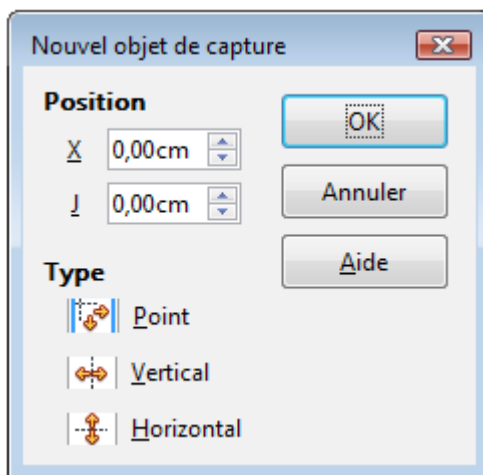 Nouvel objet de capture
Position
X 0,00cm
J 0,00cm
OK
Annuler
Aide
Type
Point
Vertical
Horizontal